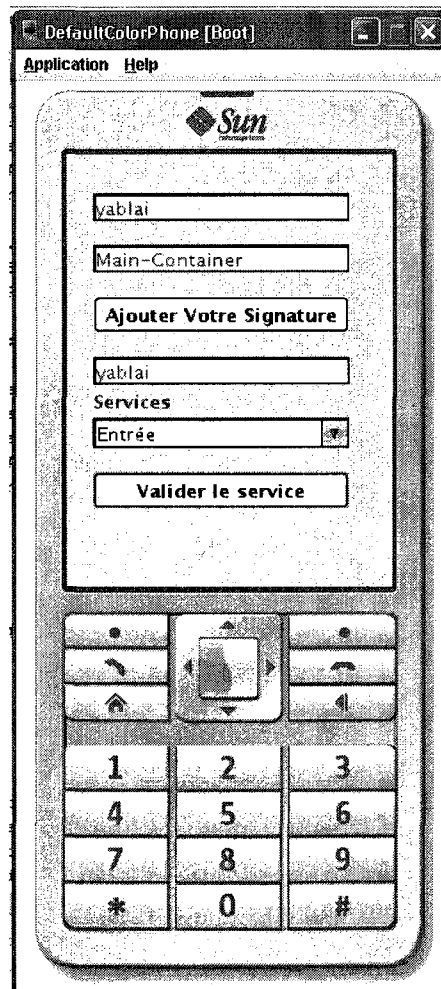 DefaultColorPhone [Boot]
Application Help
Sun
yablai
Main-Container
Ajouter Votre Signature
yablai
Services
Entrée
Valider le service
1 2 3
4 5 6
7 8 9
* 0 #